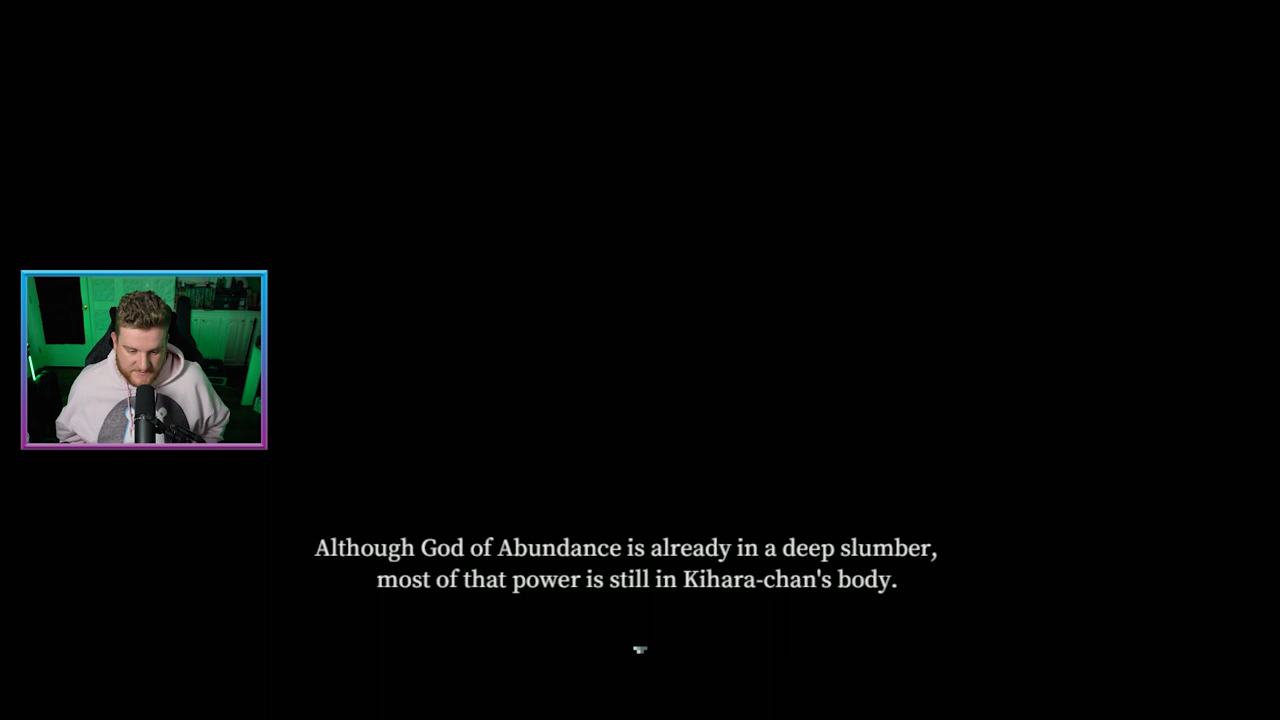 Although God of Abundance is already in a deep slumber,
most of that power is still in Kihara-chan's body.